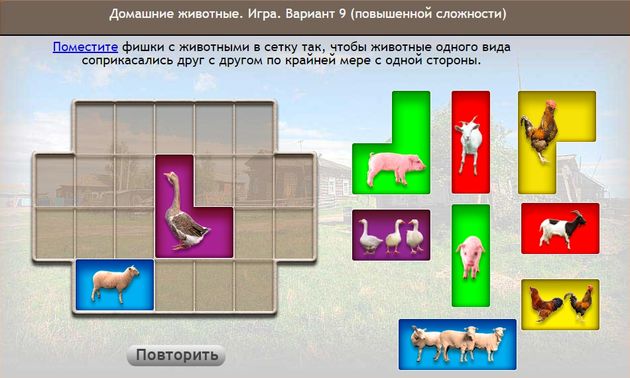 Домашние животные. Игра. Вариант 9 (повышенной сложности)
Поместите фишки с животными в сетку так, чтобы животные одного вида
соприкасались друг с другом по крайней мере с одной стороны.
Повторить